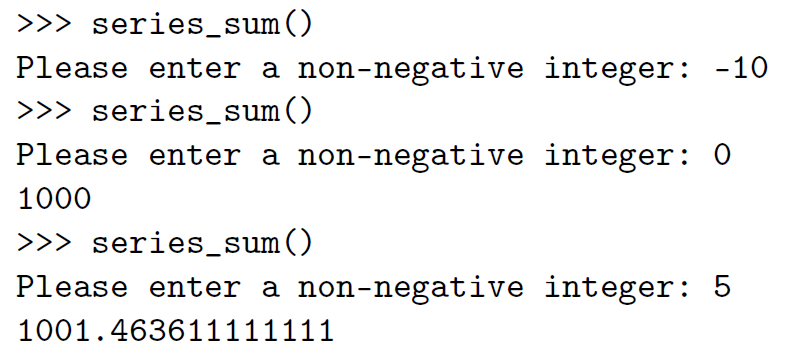 >>> series_sum()
Please enter a non-negative integer: -10
>>> series_sum()
Please enter a non-negative integer: 0
1000
>>> series_sum()
Please enter a non-negative integer: 5
1001.463611111111